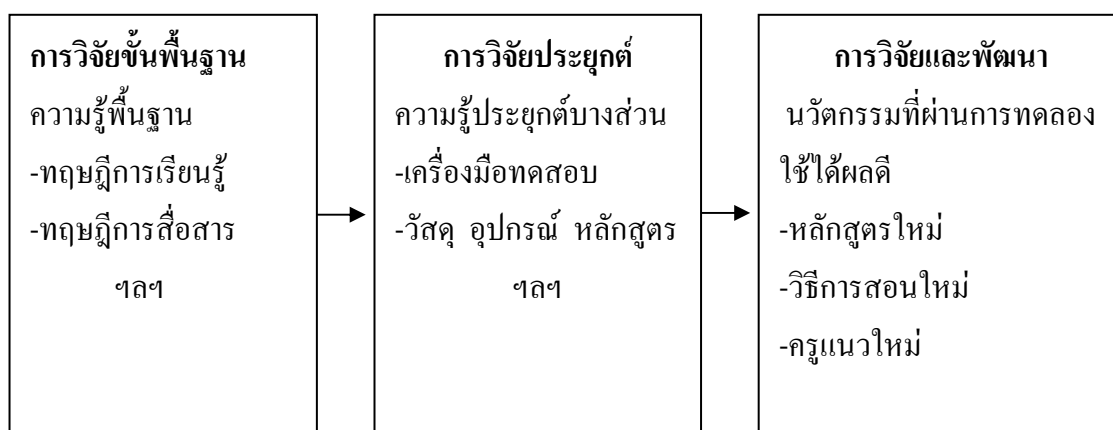 การวิจัยขั้นพื้นฐาน
ความรู้พื้นฐาน
-ทฤษฎีการเรียนรู้
-ทฤษฎีการสื่อสาร
ฯลฯ
การวิจัยประยุกต์
ความรู้ประยุกต์บางส่วน
-เครื่องมือทดสอบ
-วัสดุ อุปกรณ์ หลักสูตร
ฯลฯ
การวิจัยและพัฒนา
นวัตกรรมที่ผ่านการทดลอง
ใช้ได้ผลดี
-หลักสูตรใหม่
-วิธีการสอนใหม่
-ครูแนวใหม่